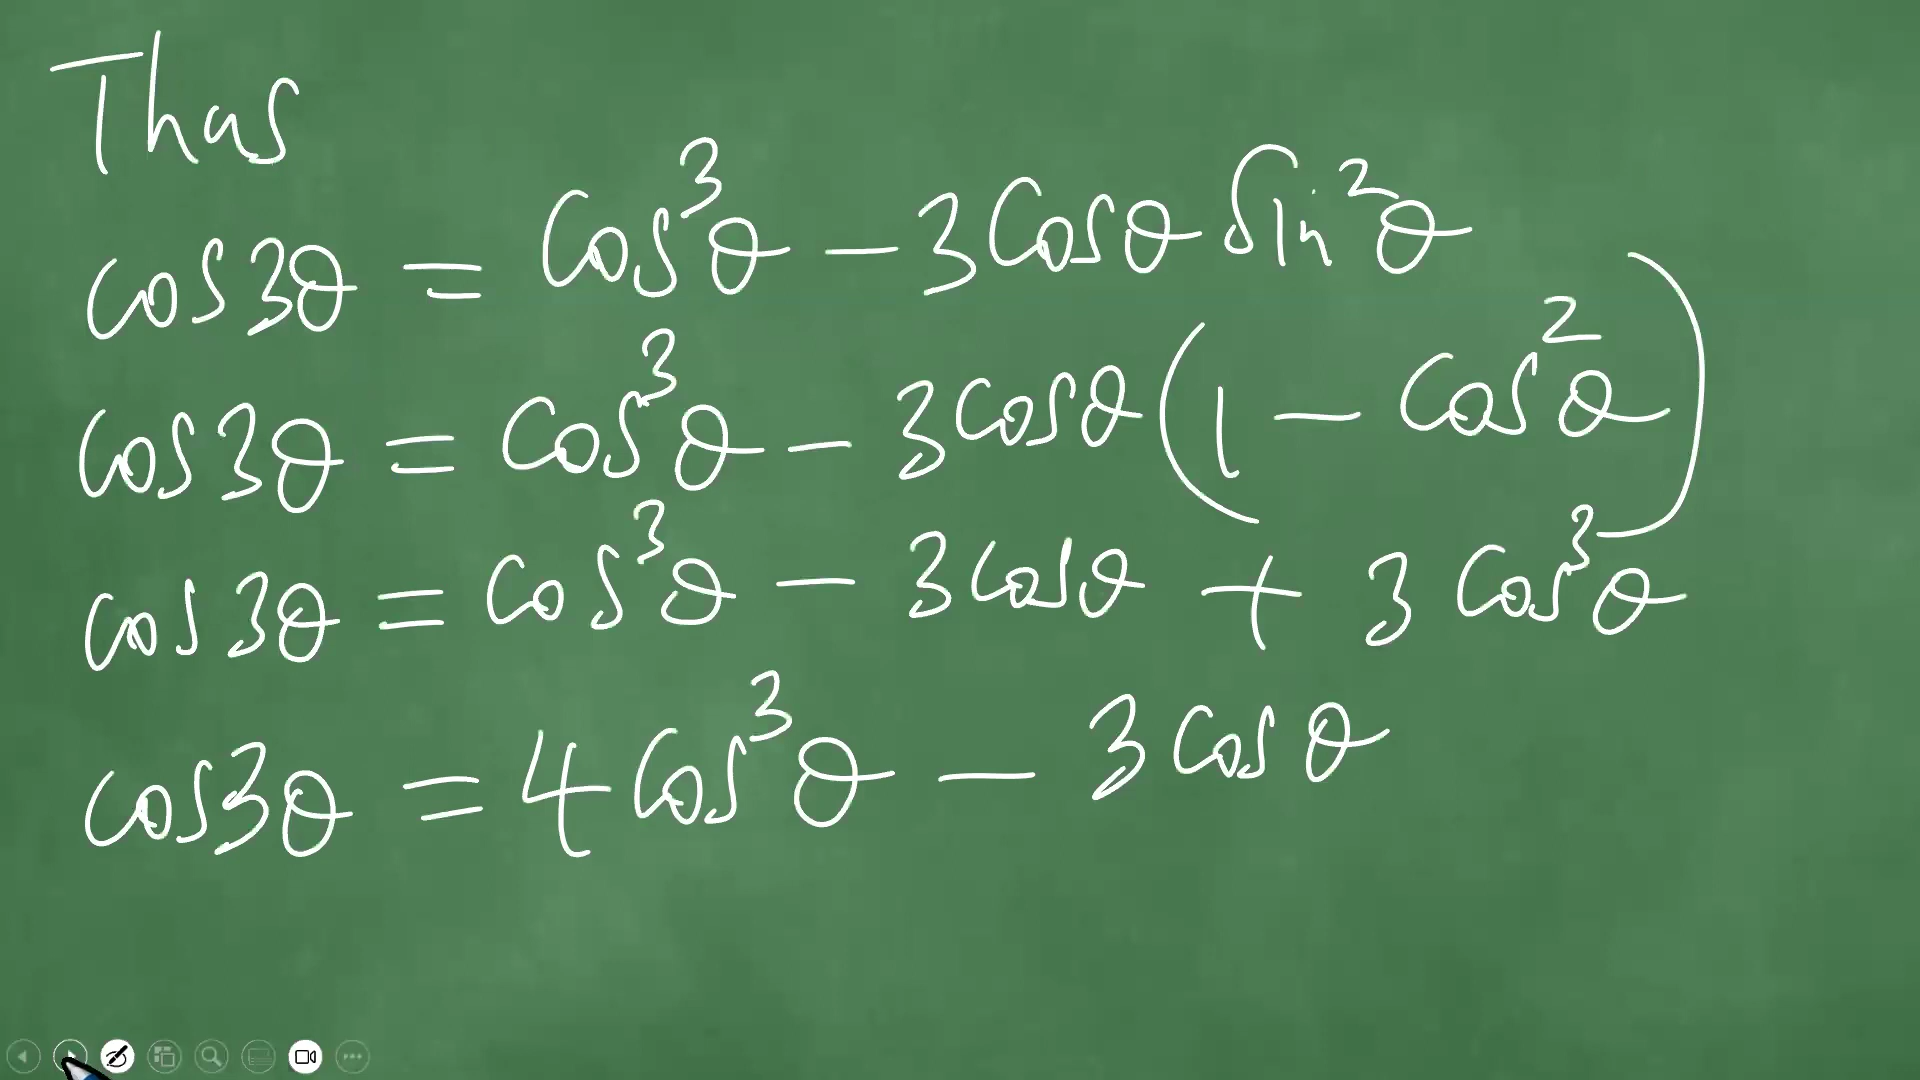 Thus
cos3θ = cos³θ − 3cosθ sin²θ
cos3θ = cos³θ − 3cosθ(1 − cos²θ)
cos3θ = cos³θ − 3cosθ + 3cos³θ
cos3θ = 4cos³θ − 3cosθ